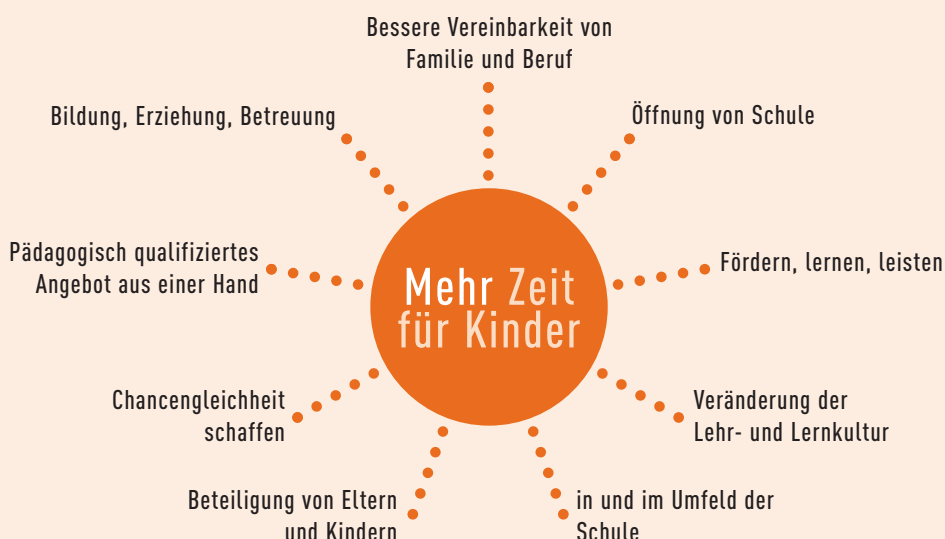 Bessere Vereinbarkeit von
Familie und Beruf
Bildung, Erziehung, Betreuung
Öffnung von Schule
Pädagogisch qualifiziertes
Angebot aus einer Hand
Mehr Zeit
für Kinder
Fördern, lernen, leisten
Chancengleichheit
schaffen
Veränderung der
Lehr- und Lernkultur
Beteiligung von Eltern
und Kindern
in und im Umfeld der
Schule